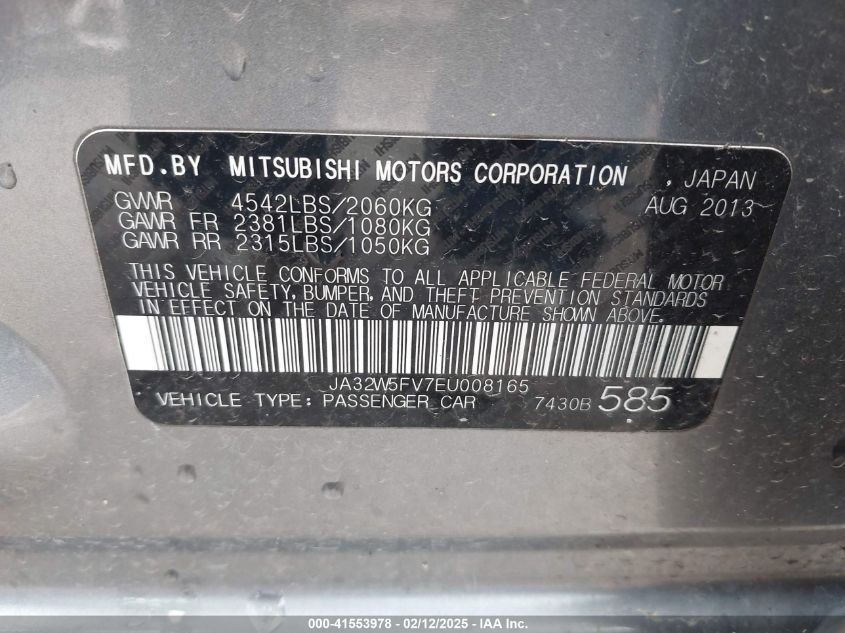 MFD.BY MITSUBISHI MOTORS CORPORATION , JAPAN
GVWR 4542LBS/2060KG AUG 2013
GAWR FR 2381LBS/1080KG
GAWR RR 2315LBS/1050KG
THIS VEHICLE CONFORMS TO ALL APPLICABLE FEDERAL MOTOR
VEHICLE SAFETY, BUMPER, AND THEFT PREVENTION STANDARDS
IN EFFECT ON THE DATE OF MANUFACTURE SHOWN ABOVE.
JA32W5FV7EU008165
VEHICLE TYPE: PASSENGER CAR 7430B 585
000-41553978 - 02/12/2025 - © IAA Holdings, LLC.